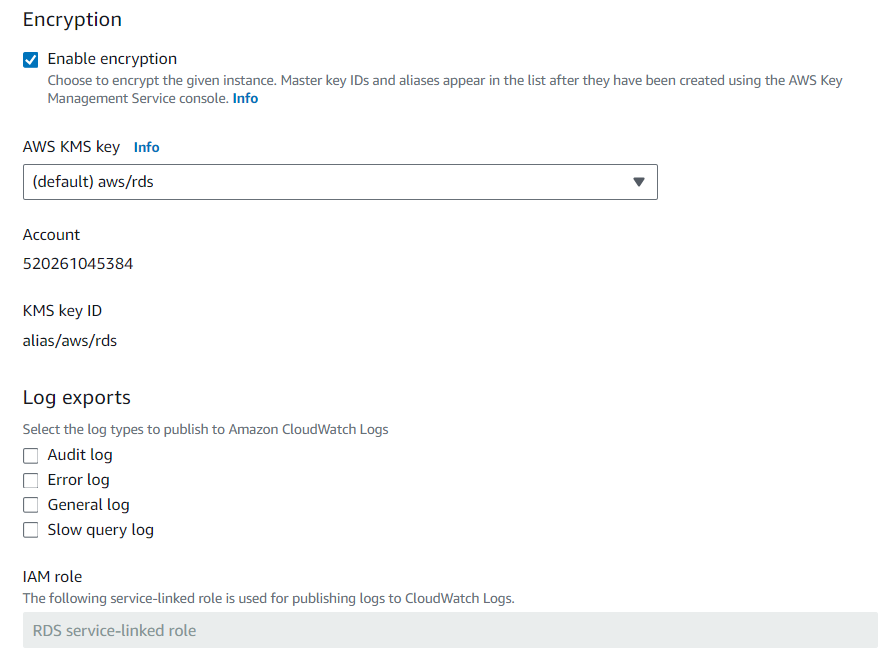 Encryption
Enable encryption
Choose to encrypt the given instance. Master key IDs and aliases appear in the list after they have been created using the AWS Key
Management Service console. Info
AWS KMS key Info
(default) aws/rds
Account
520261045384
KMS key ID
alias/aws/rds
Log exports
Select the log types to publish to Amazon CloudWatch Logs
Audit log
Error log
General log
Slow query log
IAM role
The following service-linked role is used for publishing logs to CloudWatch Logs.
RDS service-linked role